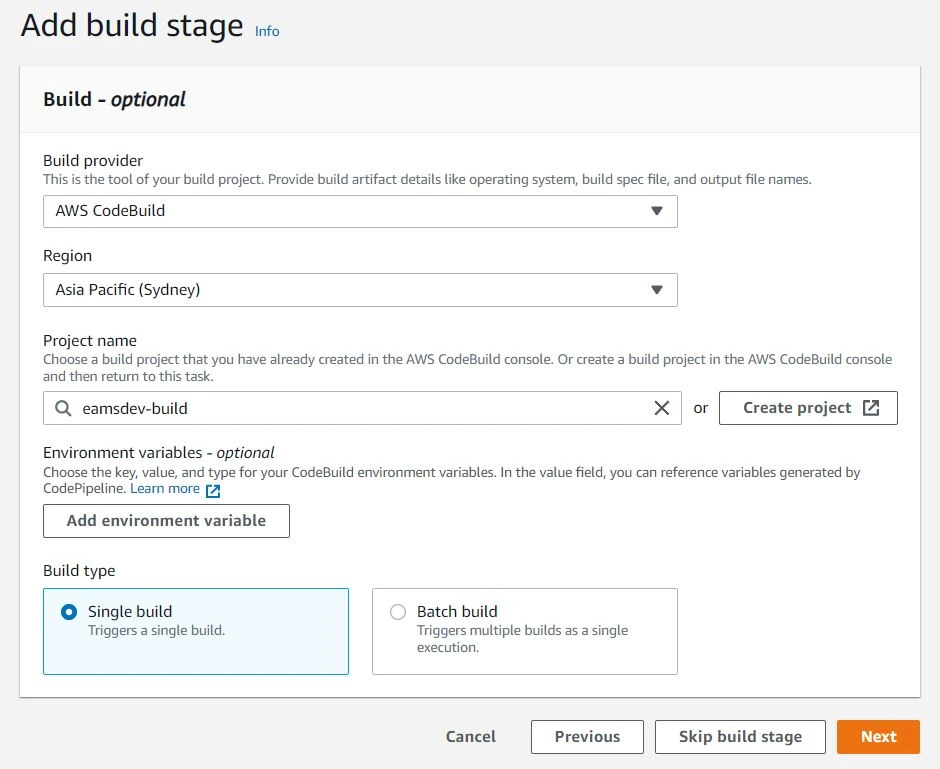 Add build stage Info
Build - optional
Build provider
This is the tool of your build project. Provide build artifact details like operating system, build spec file, and output file names.
AWS CodeBuild
Region
Asia Pacific (Sydney)
Project name
Choose a build project that you have already created in the AWS CodeBuild console. Or create a build project in the AWS CodeBuild console
and then return to this task.
eamsdev-build or Create project
Environment variables - optional
Choose the key, value, and type for your CodeBuild environment variables. In the value field, you can reference variables generated by
CodePipeline. Learn more
Add environment variable
Build type
Single build
Triggers a single build.
Batch build
Triggers multiple builds as a single
execution.
Cancel Previous Skip build stage Next